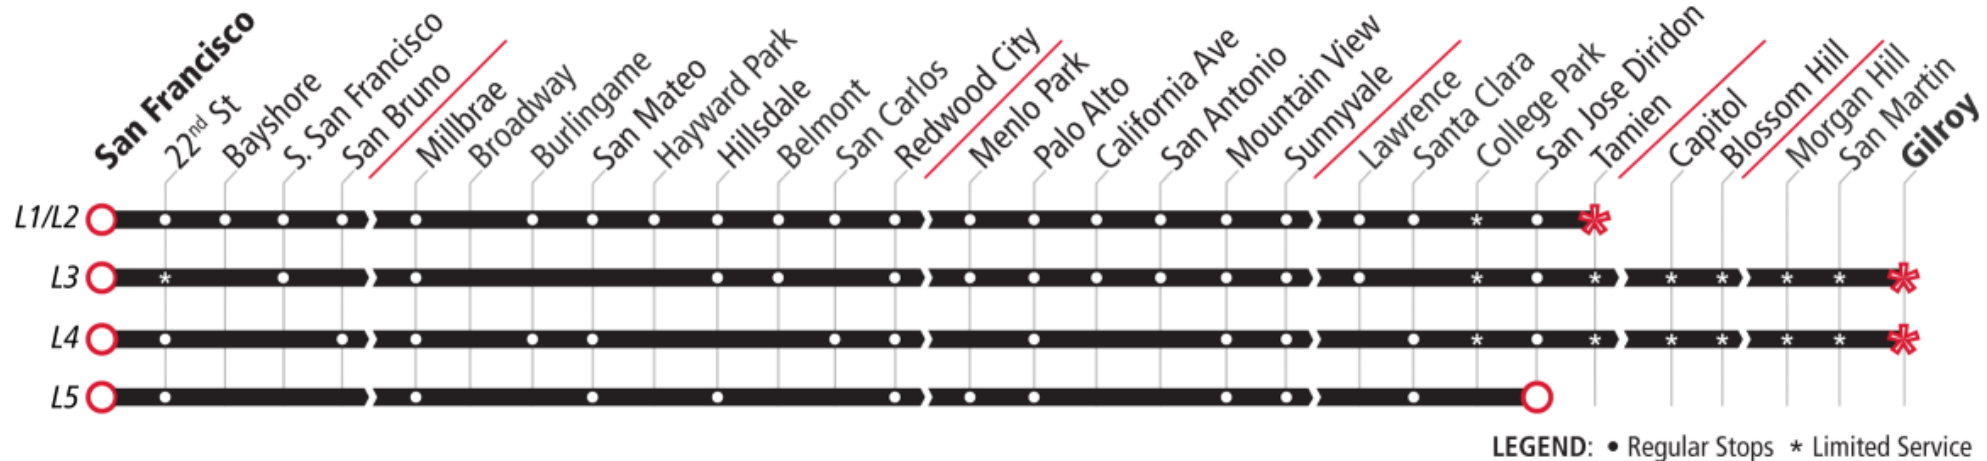 San Francisco
22nd St
Bayshore
S. San Francisco
San Bruno
Millbrae
Broadway
Burlingame
San Mateo
Hayward Park
Hillsdale
Belmont
San Carlos
Redwood City
Menlo Park
Palo Alto
California Ave
San Antonio
Mountain View
Sunnyvale
Lawrence
Santa Clara
College Park
San Jose Diridon
Tamien
Capitol
Blossom Hill
Morgan Hill
San Martin
Gilroy
L1/L2
L3
L4
L5
LEGEND: • Regular Stops * Limited Service